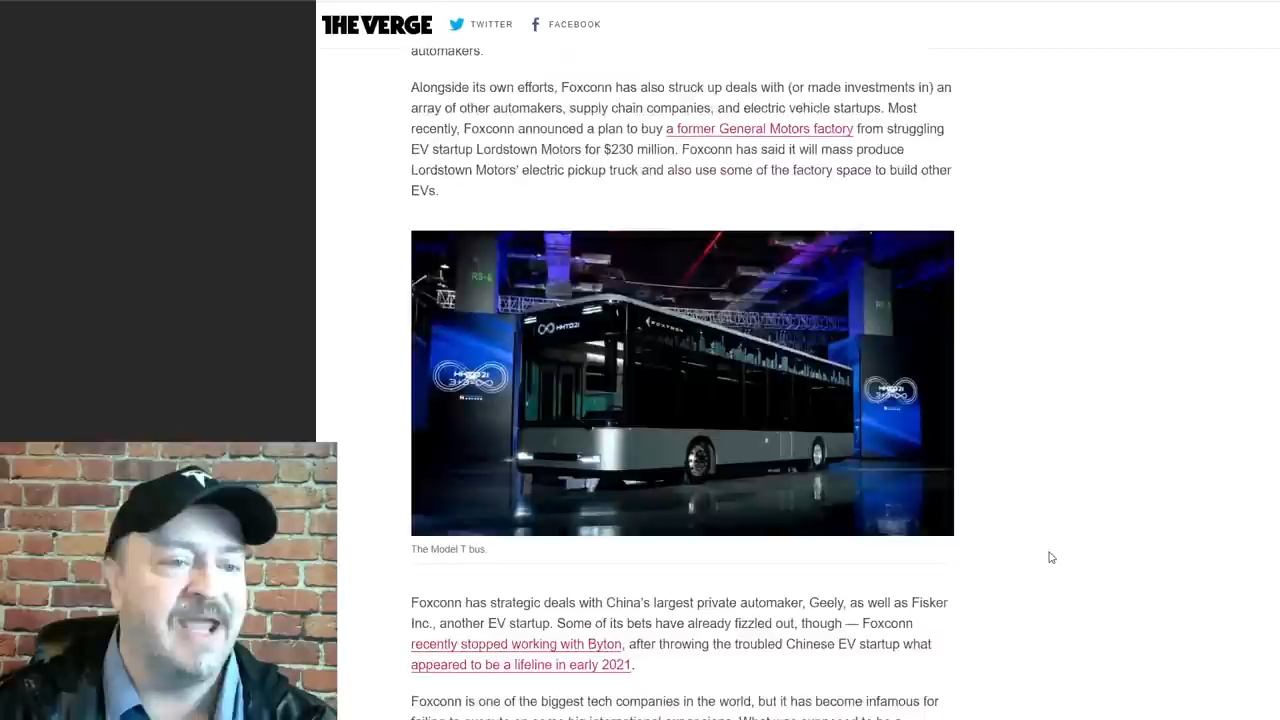 THE VERGE TWITTER FACEBOOK
automakers.
Alongside its own efforts, Foxconn has also struck up deals with (or made investments in) an
array of other automakers, supply chain companies, and electric vehicle startups. Most
recently, Foxconn announced a plan to buy a former General Motors factory from struggling
EV startup Lordstown Motors for $230 million. Foxconn has said it will mass produce
Lordstown Motors' electric pickup truck and also use some of the factory space to build other
EVs.
HHTD21
FOXTRON
HHTD21
The Model T bus.
Foxconn has strategic deals with China's largest private automaker, Geely, as well as Fisker
Inc., another EV startup. Some of its bets have already fizzled out, though — Foxconn
recently stopped working with Byton, after throwing the troubled Chinese EV startup what
appeared to be a lifeline in early 2021.
Foxconn is one of the biggest tech companies in the world, but it has become infamous for